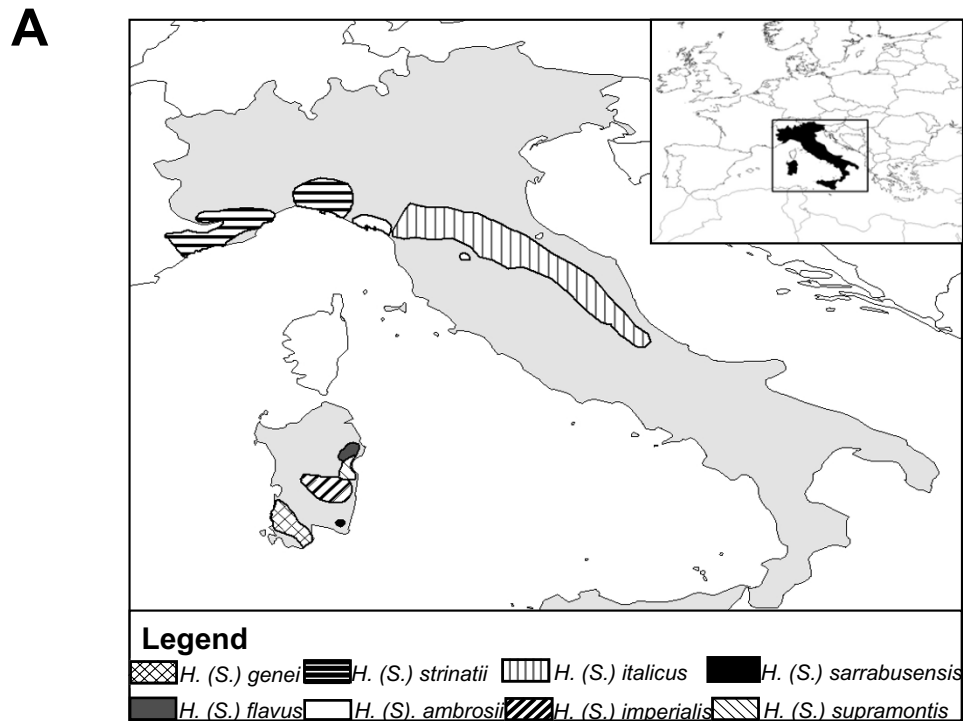 A
Legend
H. (S.) genei H. (S.) strinatii H. (S.) italicus H. (S.) sarrabusensis
H. (S.) flavus H. (S). ambrosii H. (S.) imperialis H. (S.) supramontis